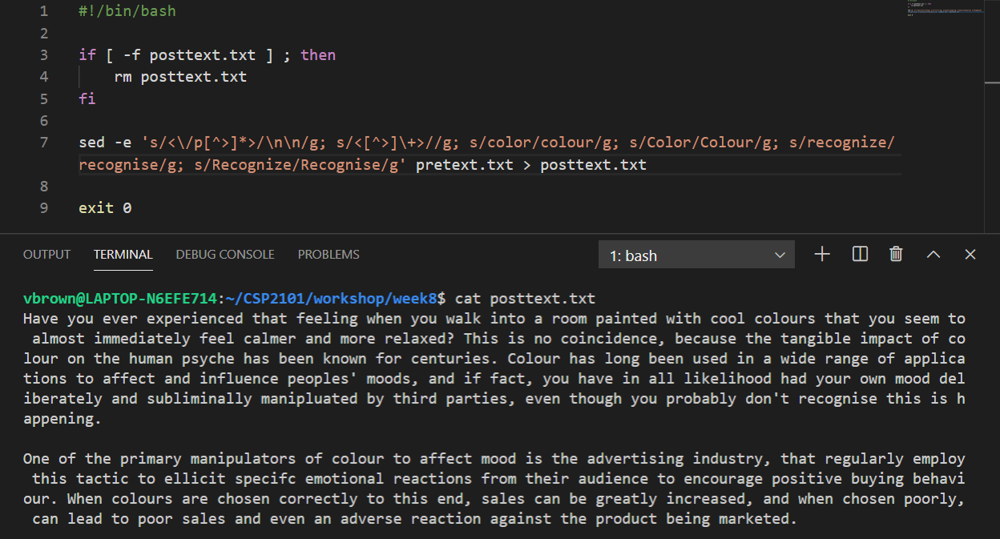 1 #!/bin/bash
2
3 if [ -f posttext.txt ] ; then
4 rm posttext.txt
5 fi
6
7 sed -e 's/<\/p[^>]*>/\n\n/g; s/<[^>]\+>//g; s/color/colour/g; s/Color/Colour/g; s/recognize/
recognise/g; s/Recognize/Recognise/g' pretext.txt > posttext.txt
8
9 exit 0
OUTPUT TERMINAL DEBUG CONSOLE PROBLEMS 1: bash
vbrown@LAPTOP-N6EFE714:~/CSP2101/workshop/week8$ cat posttext.txt
Have you ever experienced that feeling when you walk into a room painted with cool colours that you seem to
almost immediately feel calmer and more relaxed? This is no coincidence, because the tangible impact of co
lour on the human psyche has been known for centuries. Colour has long been used in a wide range of applica
tions to affect and influence peoples' moods, and if fact, you have in all likelihood had your own mood del
iberately and subliminally manipluated by third parties, even though you probably don't recognise this is h
appening.
One of the primary manipulators of colour to affect mood is the advertising industry, that regularly employ
this tactic to ellicit specifc emotional reactions from their audience to encourage positive buying behavi
our. When colours are chosen correctly to this end, sales can be greatly increased, and when chosen poorly,
can lead to poor sales and even an adverse reaction against the product being marketed.